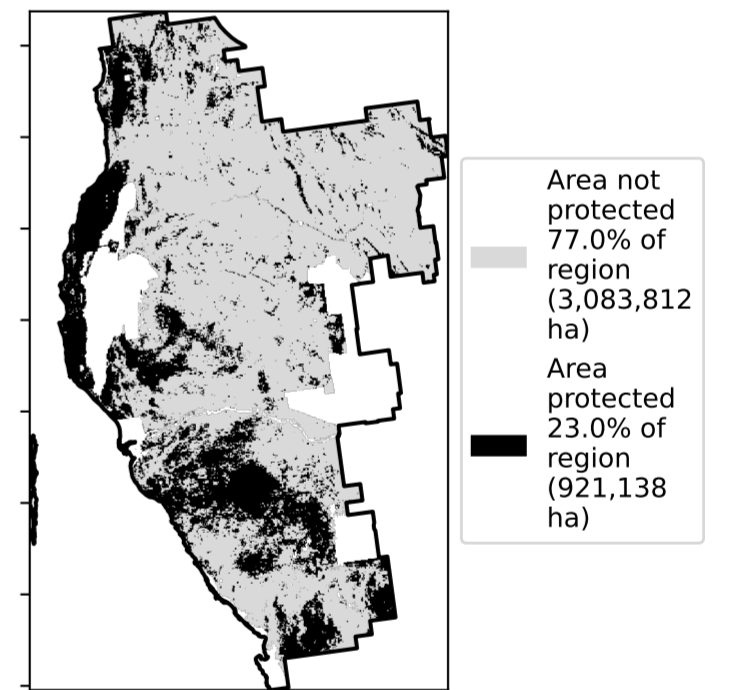 Area not
protected
77.0% of
region
(3,083,812
ha)
Area
protected
23.0% of
region
(921,138
ha)